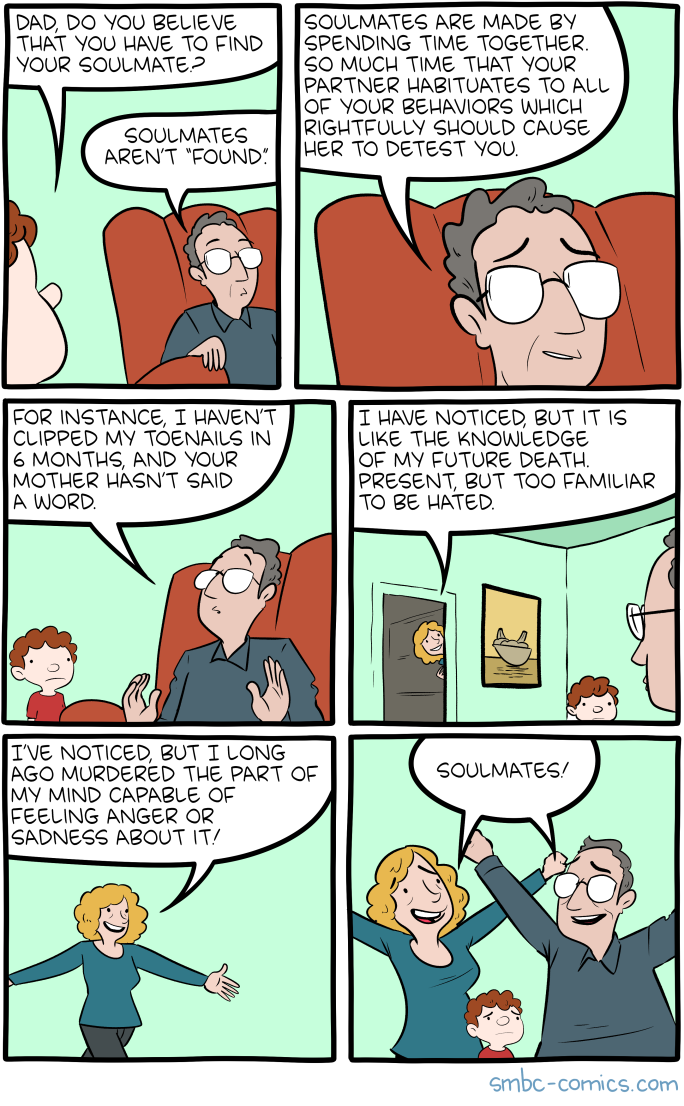 DAD, DO YOU BELIEVE
THAT YOU HAVE TO FIND
YOUR SOULMATE?
SOULMATES
AREN'T "FOUND".
SOULMATES ARE MADE BY
SPENDING TIME TOGETHER.
SO MUCH TIME THAT YOUR
PARTNER HABITUATES TO ALL
OF YOUR BEHAVIORS WHICH
RIGHTFULLY SHOULD CAUSE
HER TO DETEST YOU.
FOR INSTANCE, I HAVEN'T
CLIPPED MY TOENAILS IN
6 MONTHS, AND YOUR
MOTHER HASN'T SAID
A WORD.
I HAVE NOTICED, BUT IT IS
LIKE THE KNOWLEDGE
OF MY FUTURE DEATH.
PRESENT, BUT TOO FAMILIAR
TO BE HATED.
I'VE NOTICED, BUT I LONG
AGO MURDERED THE PART OF
MY MIND CAPABLE OF
FEELING ANGER OR
SADNESS ABOUT IT!
SOULMATES!
smbc-comics.com